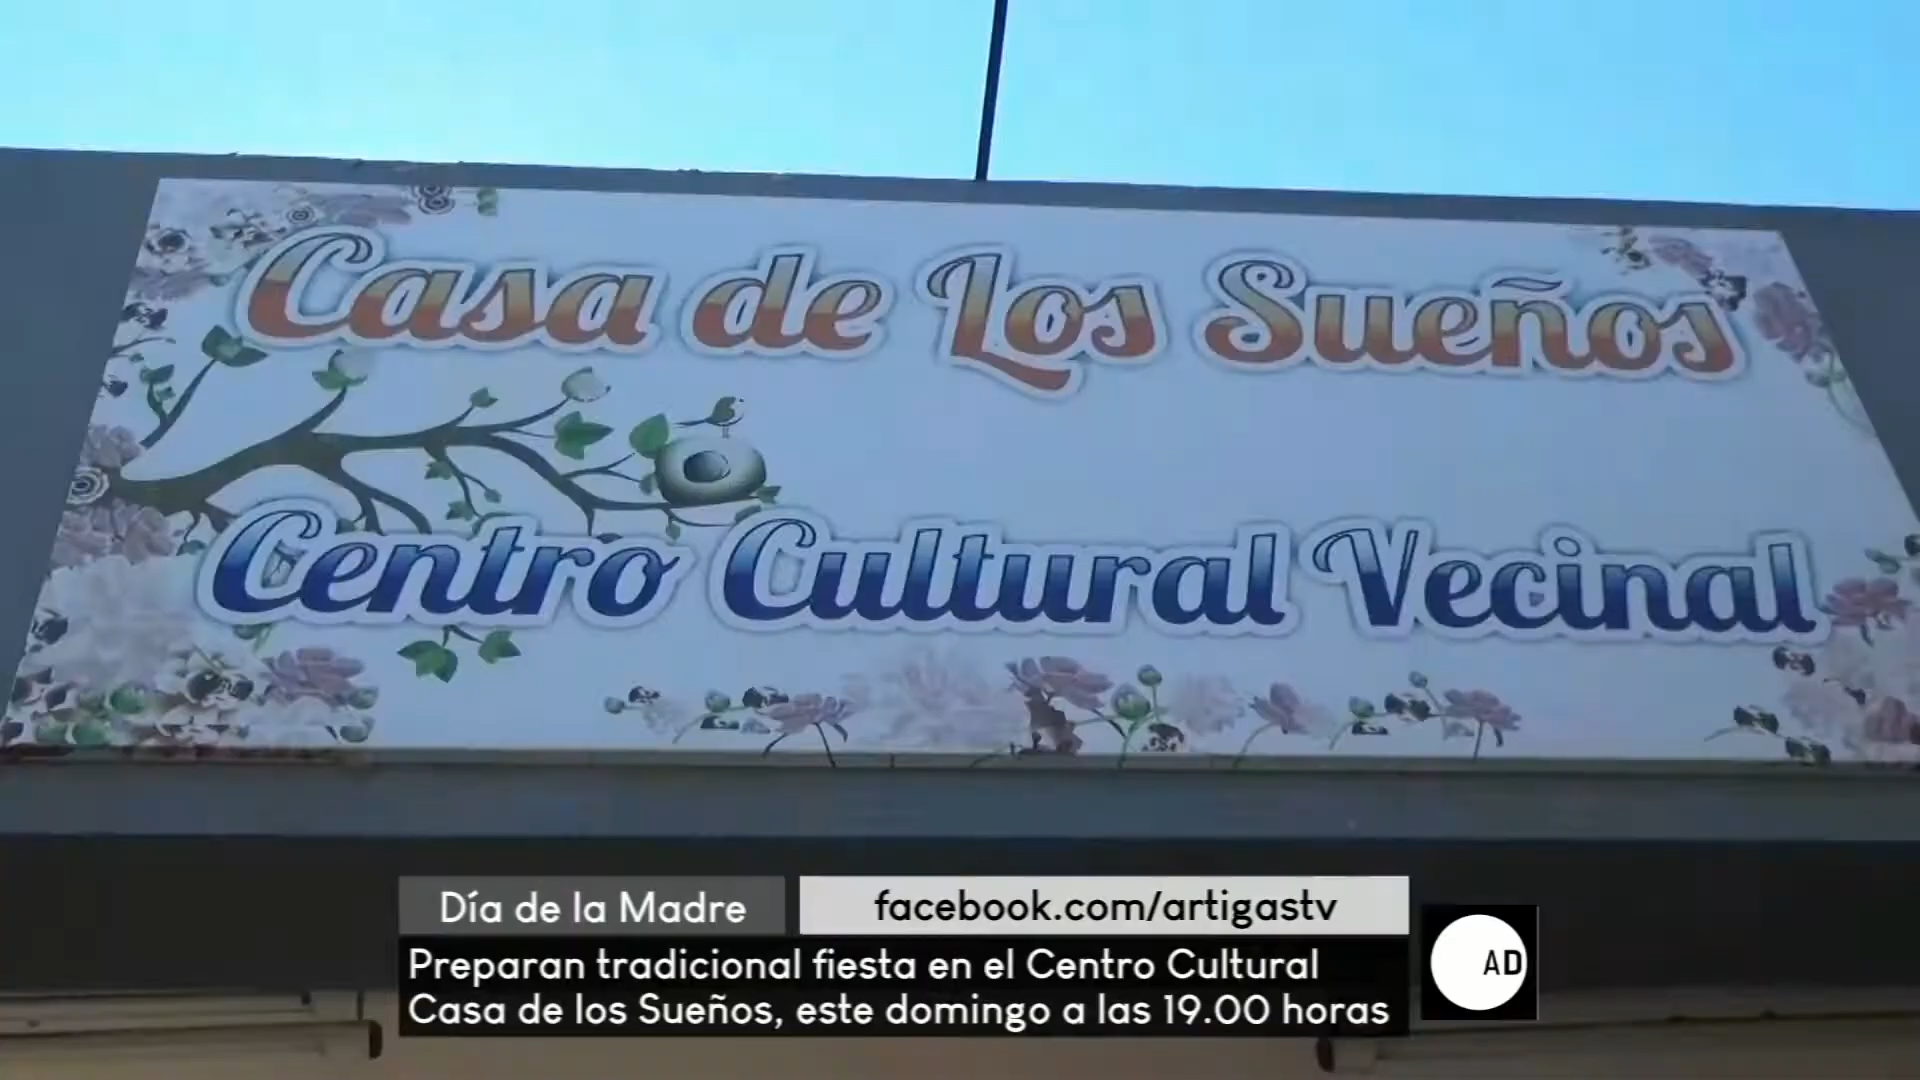 Casa de Los Sueños
Centro Cultural Vecinal
Día de la Madre
facebook.com/artigastv
Preparan tradicional fiesta en el Centro Cultural
Casa de los Sueños, este domingo a las 19.00 horas
AD